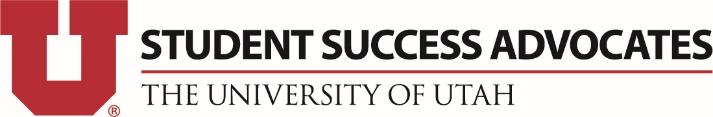 U®
STUDENT SUCCESS ADVOCATES
THE UNIVERSITY OF UTAH